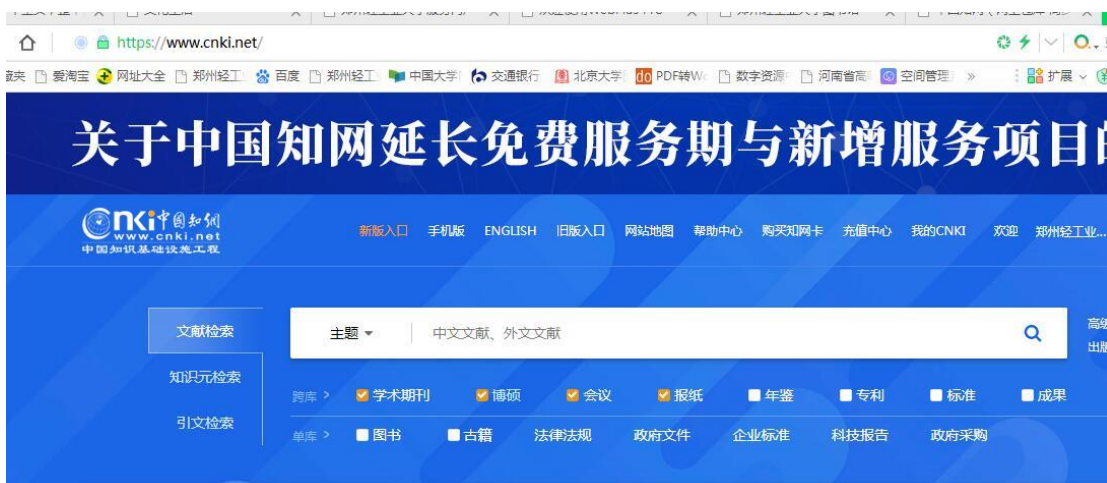 https://www.cnki.net/
爱淘宝 网址大全 郑州轻工 百度 郑州轻工 中国大学 交通银行 北京大学 PDF转W 数字资源 河南省高 空间管理 » 扩展
关于中国知网延长免费服务期与新增服务项目
cnki中国知网
www.cnki.net
中国知识基础设施工程
新版入口 手机版 ENGLISH 旧版入口 网站地图 帮助中心 购买知网卡 充值中心 我的CNKI 欢迎 郑州轻工业...
文献检索 主题 中文文献、外文文献
知识元检索
引文检索
跨库 > 学术期刊 博硕 会议 报纸 年鉴 专利 标准 成果
单库 > 图书 古籍 法律法规 政府文件 企业标准 科技报告 政府采购